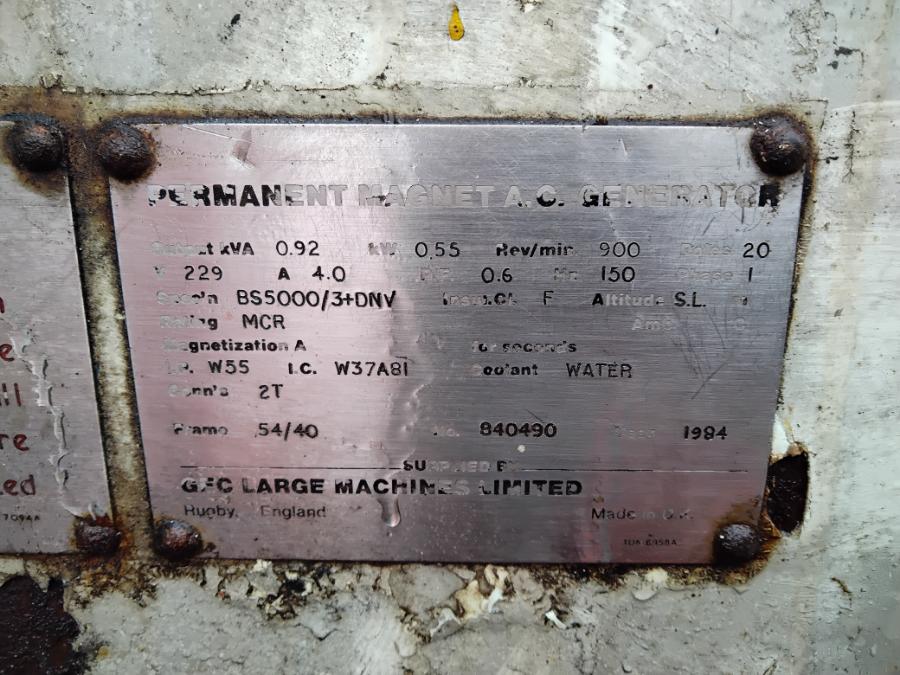 PERMANENT MAGNET A.C. GENERATOR
Output kVA 0.92 kW 0.55 Rev/min 900 Poles 20
V 229 A 4.0 P.F. 0.6 Hz 150 Phase 1
Spec'n BS5000/3+DNV Insul.Cl. F Altitude S.L. m
Rating MCR Amb
Magnetization A V for seconds
I.P. W55 I.C. W37A81 Coolant WATER
Conn's 2T
Frame 54/40 No. 840490 1984
SUPPLIED BY
GEC LARGE MACHINES LIMITED
Rugby, England Made in U.K.
7094A